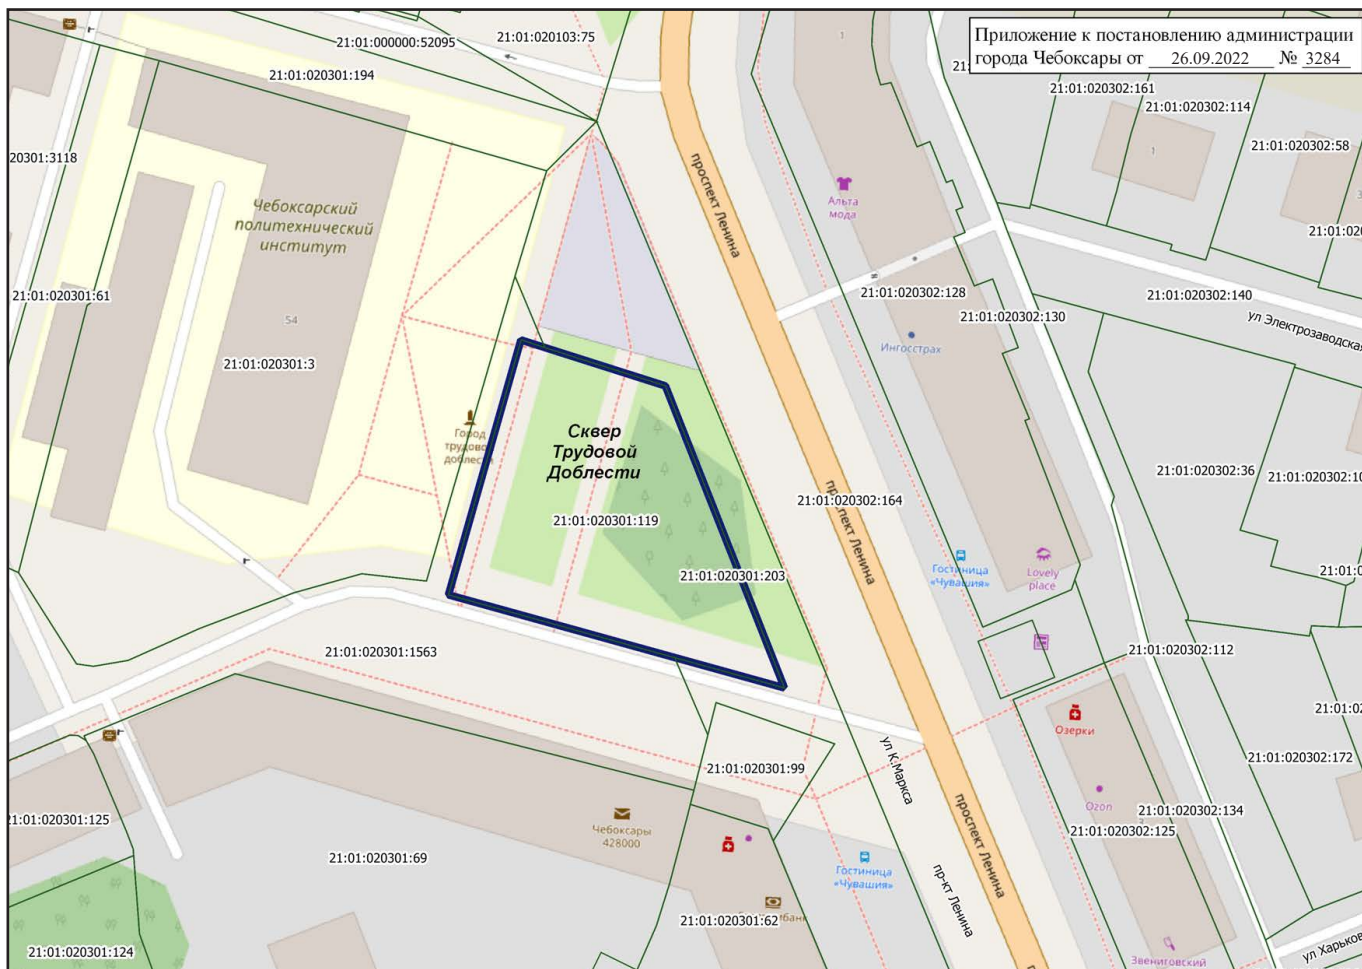 Приложение к постановлению администрации
города Чебоксары от 26.09.2022 № 3284
21:01:000000:52095
21:01:020103:75
21:01:020301:194
21:01:020302:161
21:01:020302:114
21:01:020302:58
20301:3118
1
1
проспект Ленина
Альта
мода
Чебоксарский
политехнический
институт
21:01:020301:61
54
21:01:020301:3
21:01:020302:128
21:01:020302:130
21:01:020302:140
ул Электрозаводская
Ингосстрах
Город
трудовой
доблести
Сквер
Трудовой
Доблести
21:01:020301:119
21:01:020302:164
проспект Ленина
21:01:020302:36
21:01:020301:203
Гостиница
«Чувашия»
Lovely
place
21:01:020301:1563
21:01:020302:112
Озерки
21:01:020301:99
ул К.Маркса
21:01:020302:172
Ozon
21:01:020302:134
21:01:020302:125
проспект Ленина
21:01:020301:125
Чебоксары
428000
21:01:020301:69
Гостиница
«Чувашия»
пр-кт Ленина
21:01:020301:62
21:01:020301:124
ул Харьков
Звениговский